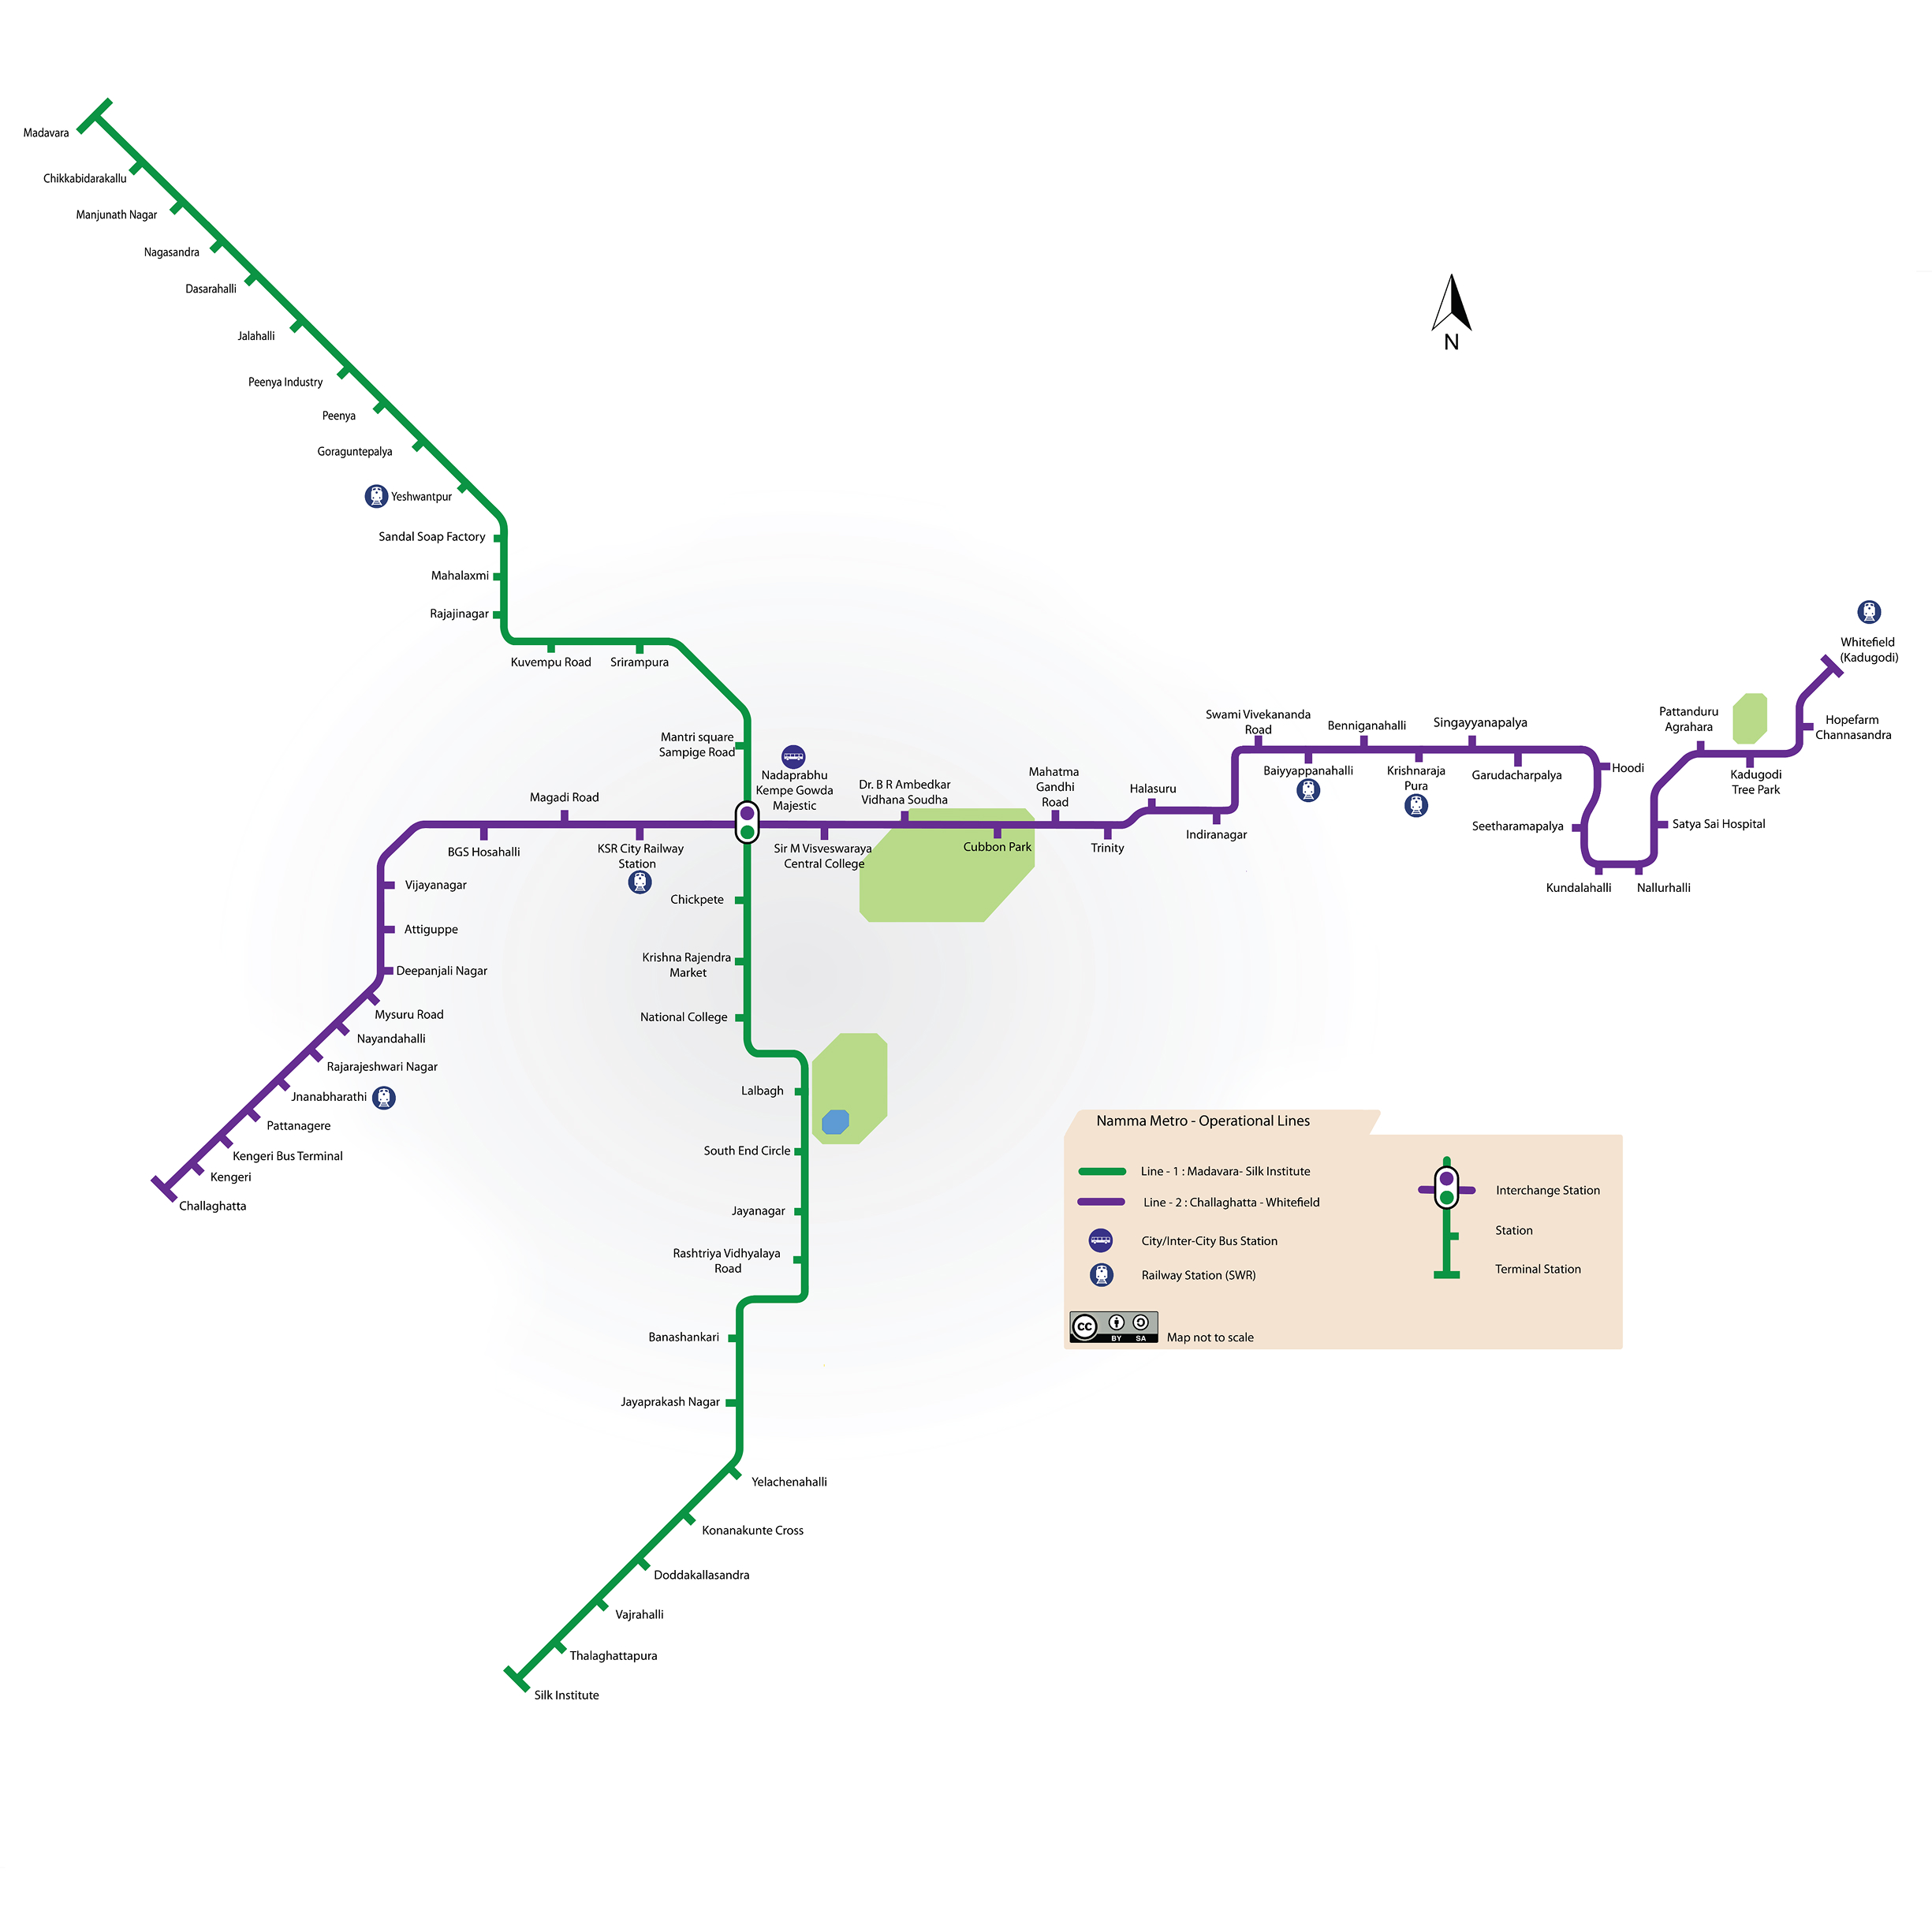 Madavara
Chikkabidarakallu
Manjunath Nagar
Nagasandra
Dasarahalli
Jalahalli
Peenya Industry
Peenya
Goraguntepalya
Yeshwantpur
Sandal Soap Factory
Mahalaxmi
Rajajinagar
Kuvempu Road
Srirampura
Mantri square
Sampige Road
Nadaprabhu
Kempe Gowda
Majestic
Chickpete
Krishna Rajendra
Market
National College
Lalbagh
South End Circle
Jayanagar
Rashtriya Vidhyalaya
Road
Banashankari
Jayaprakash Nagar
Yelachenahalli
Konanakunte Cross
Doddakallasandra
Vajrahalli
Thalaghattapura
Silk Institute
N
Whitefield
(Kadugodi)
Hopefarm
Channasandra
Kadugodi
Tree Park
Pattanduru
Agrahara
Satya Sai Hospital
Nallurhalli
Kundalahalli
Seetharamapalya
Hoodi
Garudacharpalya
Singayyanapalya
Krishnaraja
Pura
Benniganahalli
Baiyyappanahalli
Swami Vivekananda
Road
Indiranagar
Halasuru
Trinity
Mahatma
Gandhi
Road
Cubbon Park
Dr. B R Ambedkar
Vidhana Soudha
Sir M Visveswaraya
Central College
KSR City Railway
Station
Magadi Road
BGS Hosahalli
Vijayanagar
Attiguppe
Deepanjali Nagar
Mysuru Road
Nayandahalli
Rajarajeshwari Nagar
Jnanabharathi
Pattanagere
Kengeri Bus Terminal
Kengeri
Challaghatta
Namma Metro - Operational Lines
Line - 1 : Madavara- Silk Institute
Line - 2 : Challaghatta - Whitefield
City/Inter-City Bus Station
Railway Station (SWR)
Interchange Station
Station
Terminal Station
cc BY SA
Map not to scale